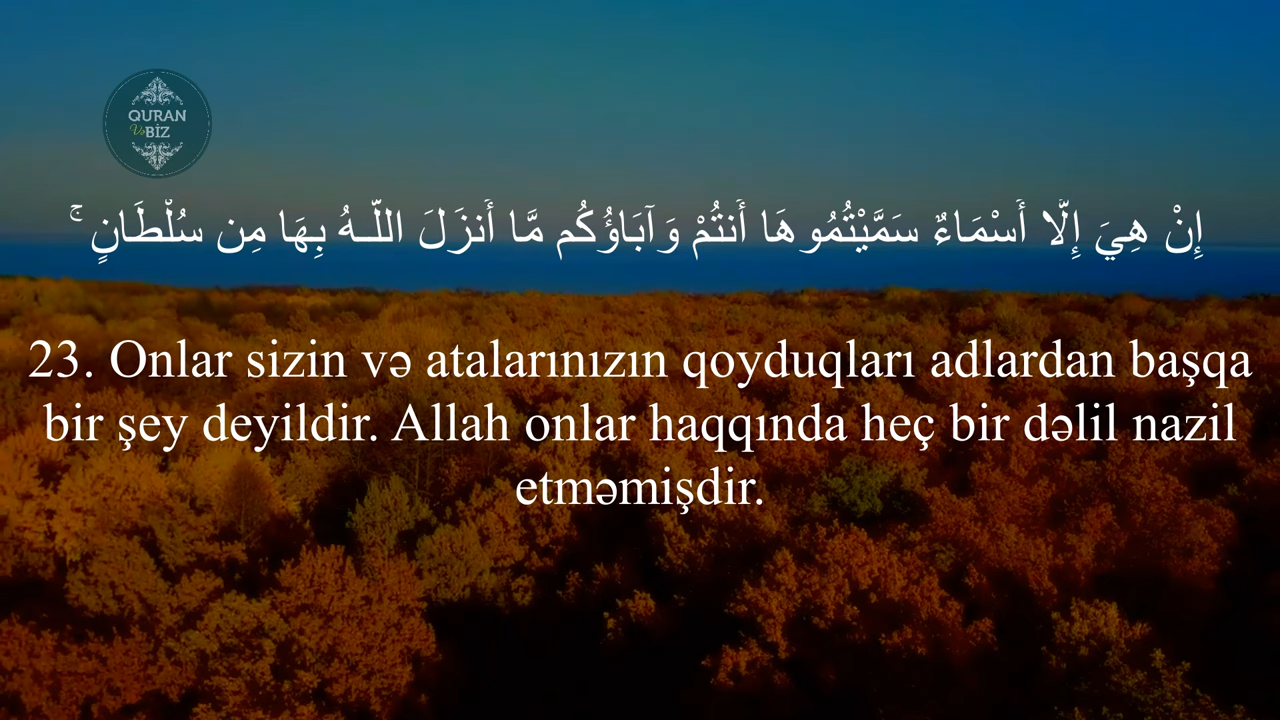 QURAN
Və BİZ
إِنْ هِيَ إِلَّا أَسْمَاءٌ سَمَّيْتُمُوهَا أَنتُمْ وَآبَاؤُكُم مَّا أَنزَلَ اللَّـهُ بِهَا مِن سُلْطَانٍ ۚ
23. Onlar sizin və atalarınızın qoyduqları adlardan başqa
bir şey deyildir. Allah onlar haqqında heç bir dəlil nazil
etməmişdir.